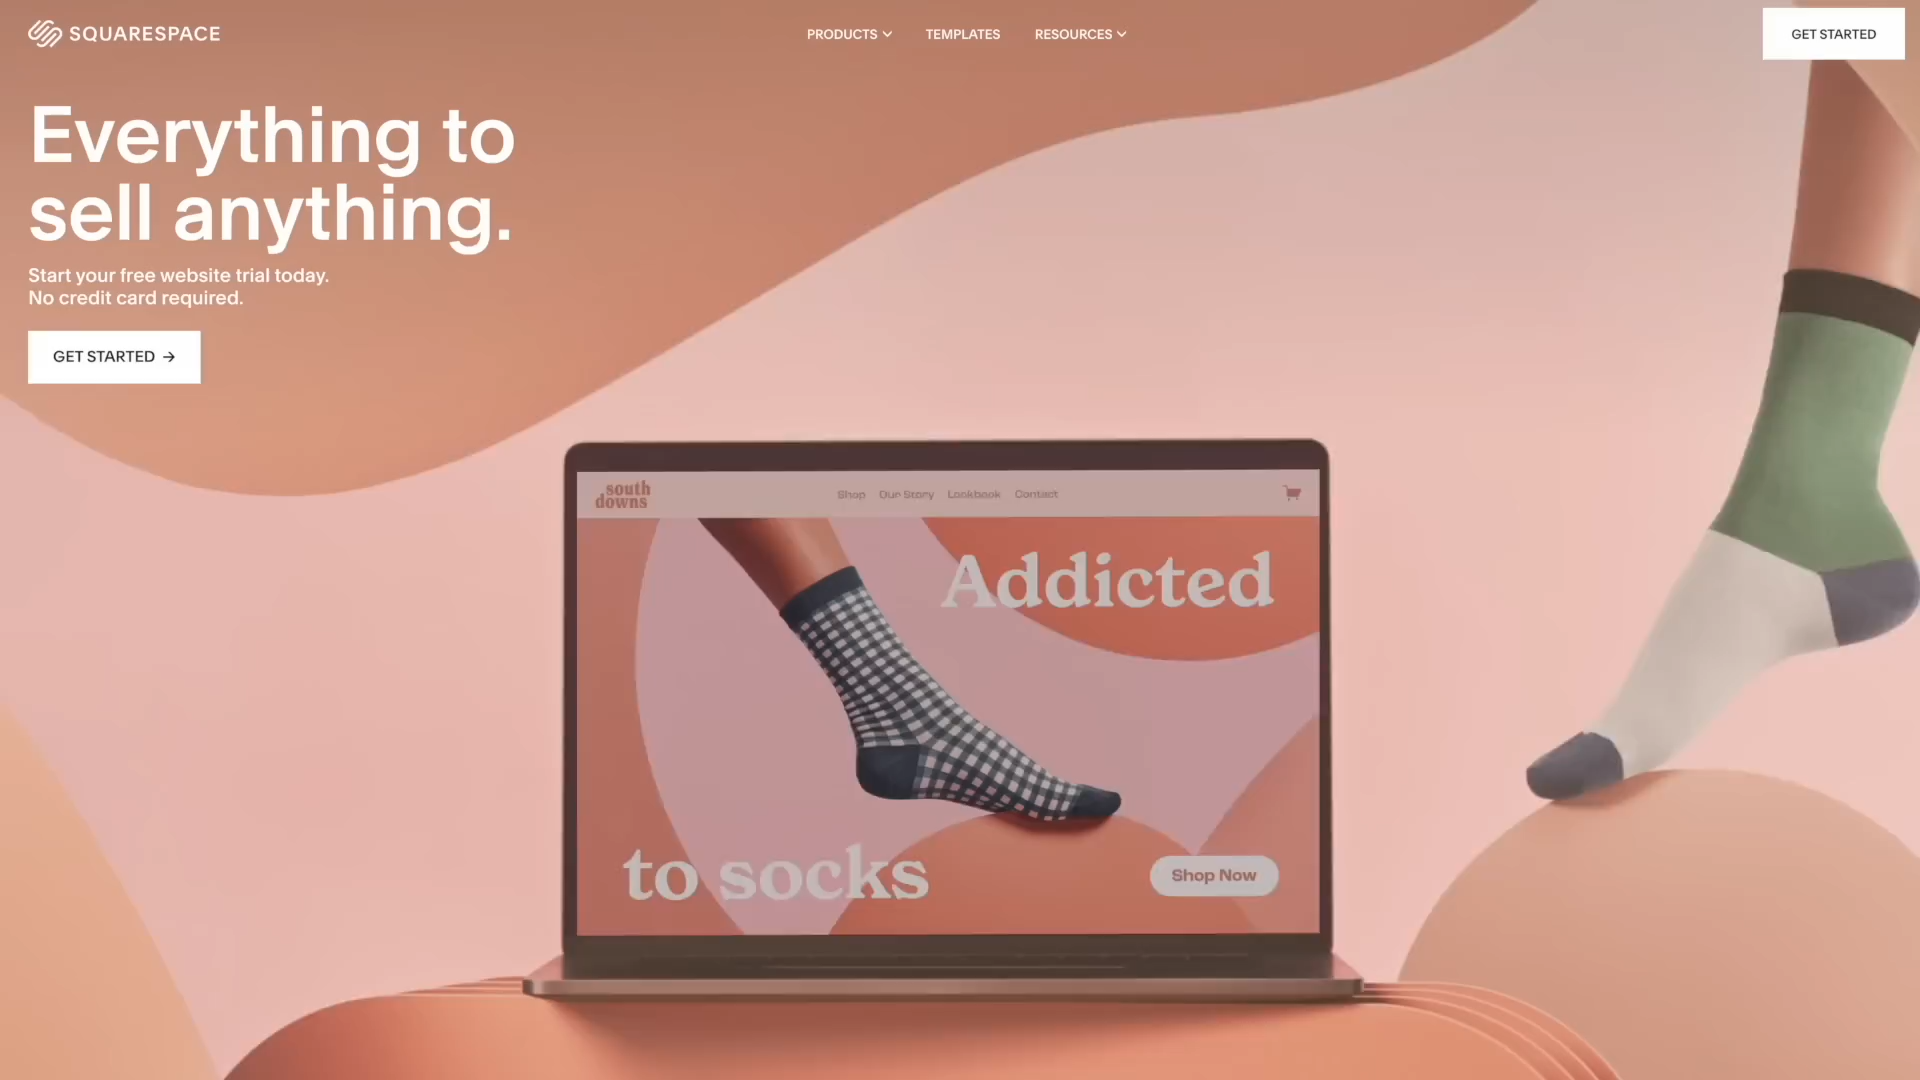 SQUARESPACE
PRODUCTS
TEMPLATES
RESOURCES
GET STARTED
Everything to
sell anything.
Start your free website trial today.
No credit card required.
GET STARTED →
south
downs
Shop
Our Story
Lookbook
Contact
Addicted
to socks
Shop Now